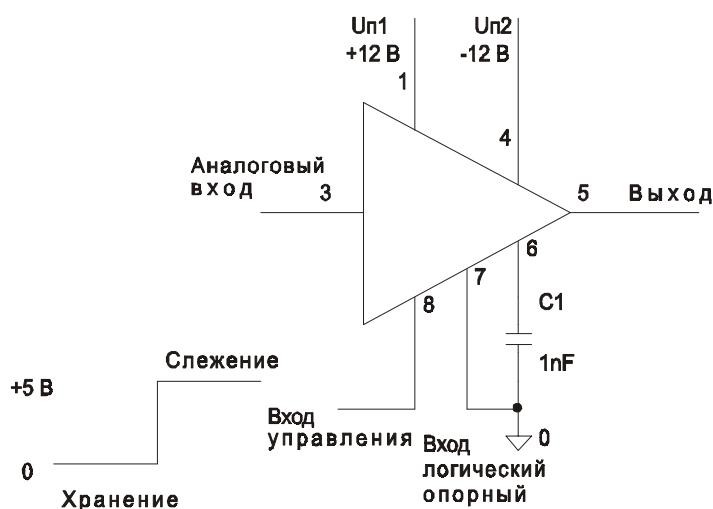 Uп1
+12 В
1
Uп2
-12 В
4
Аналоговый
вход
3
5
Выход
6
7
8
C1
1nF
Слежение
+5 В
0
Хранение
Вход
управления
Вход
логический
опорный
0